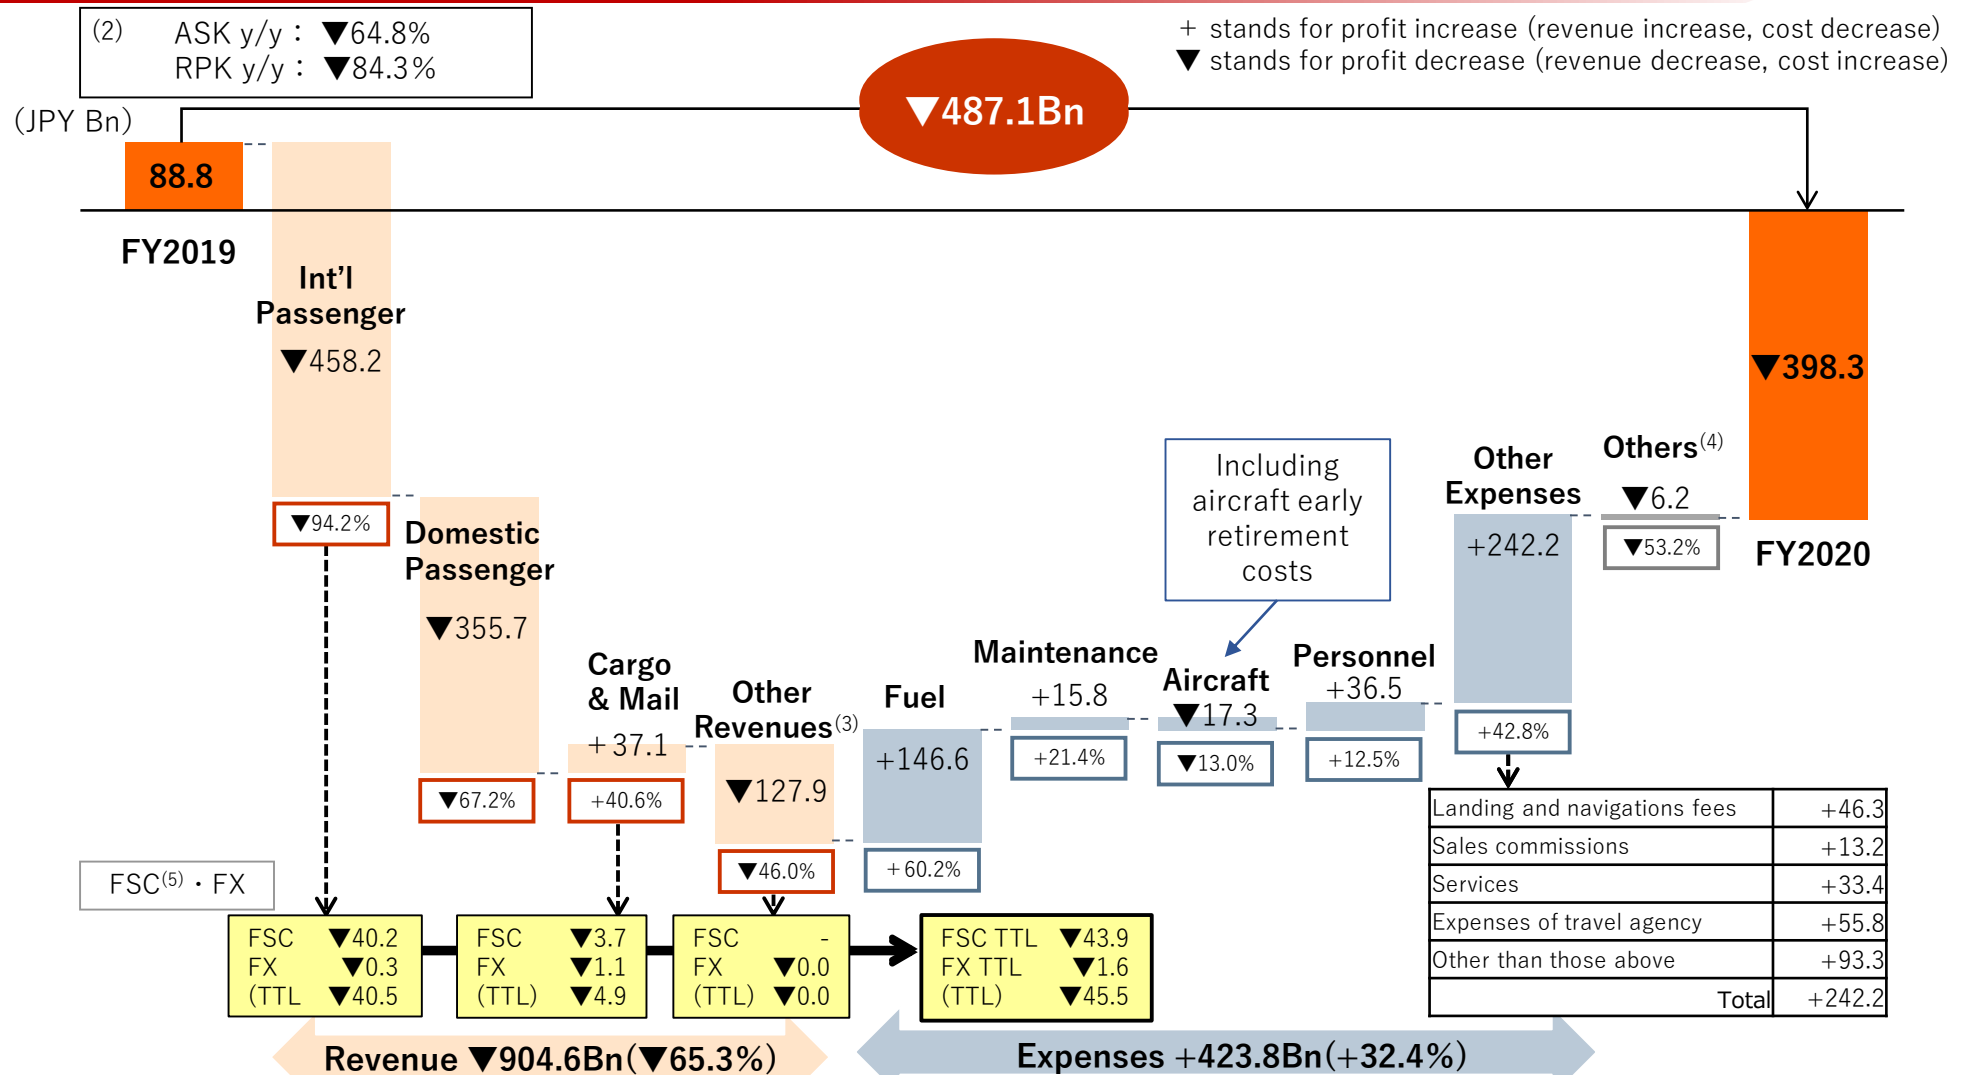 (2) ASK y/y : ▼64.8%
RPK y/y : ▼84.3%
+ stands for profit increase (revenue increase, cost decrease)
▼ stands for profit decrease (revenue decrease, cost increase)
(JPY Bn)
▼487.1Bn
88.8
FY2019
Int'l
Passenger
▼458.2
▼94.2%
Domestic
Passenger
▼355.7
▼67.2%
Cargo
& Mail
+37.1
+40.6%
Other
Revenues(3)
▼127.9
▼46.0%
Fuel
+146.6
+60.2%
Maintenance
+15.8
+21.4%
Including
aircraft early
retirement
costs
Aircraft
▼17.3
▼13.0%
Personnel
+36.5
+12.5%
Other
Expenses
+242.2
+42.8%
Others(4)
▼6.2
▼53.2%
▼398.3
FY2020
Landing and navigations fees +46.3
Sales commissions +13.2
Services +33.4
Expenses of travel agency +55.8
Other than those above +93.3
Total +242.2
FSC(5)・FX
FSC ▼40.2
FX ▼0.3
(TTL ▼40.5
FSC ▼3.7
FX ▼1.1
(TTL) ▼4.9
FSC -
FX ▼0.0
(TTL) ▼0.0
FSC TTL ▼43.9
FX TTL ▼1.6
(TTL) ▼45.5
Revenue ▼904.6Bn(▼65.3%)
Expenses +423.8Bn(+32.4%)